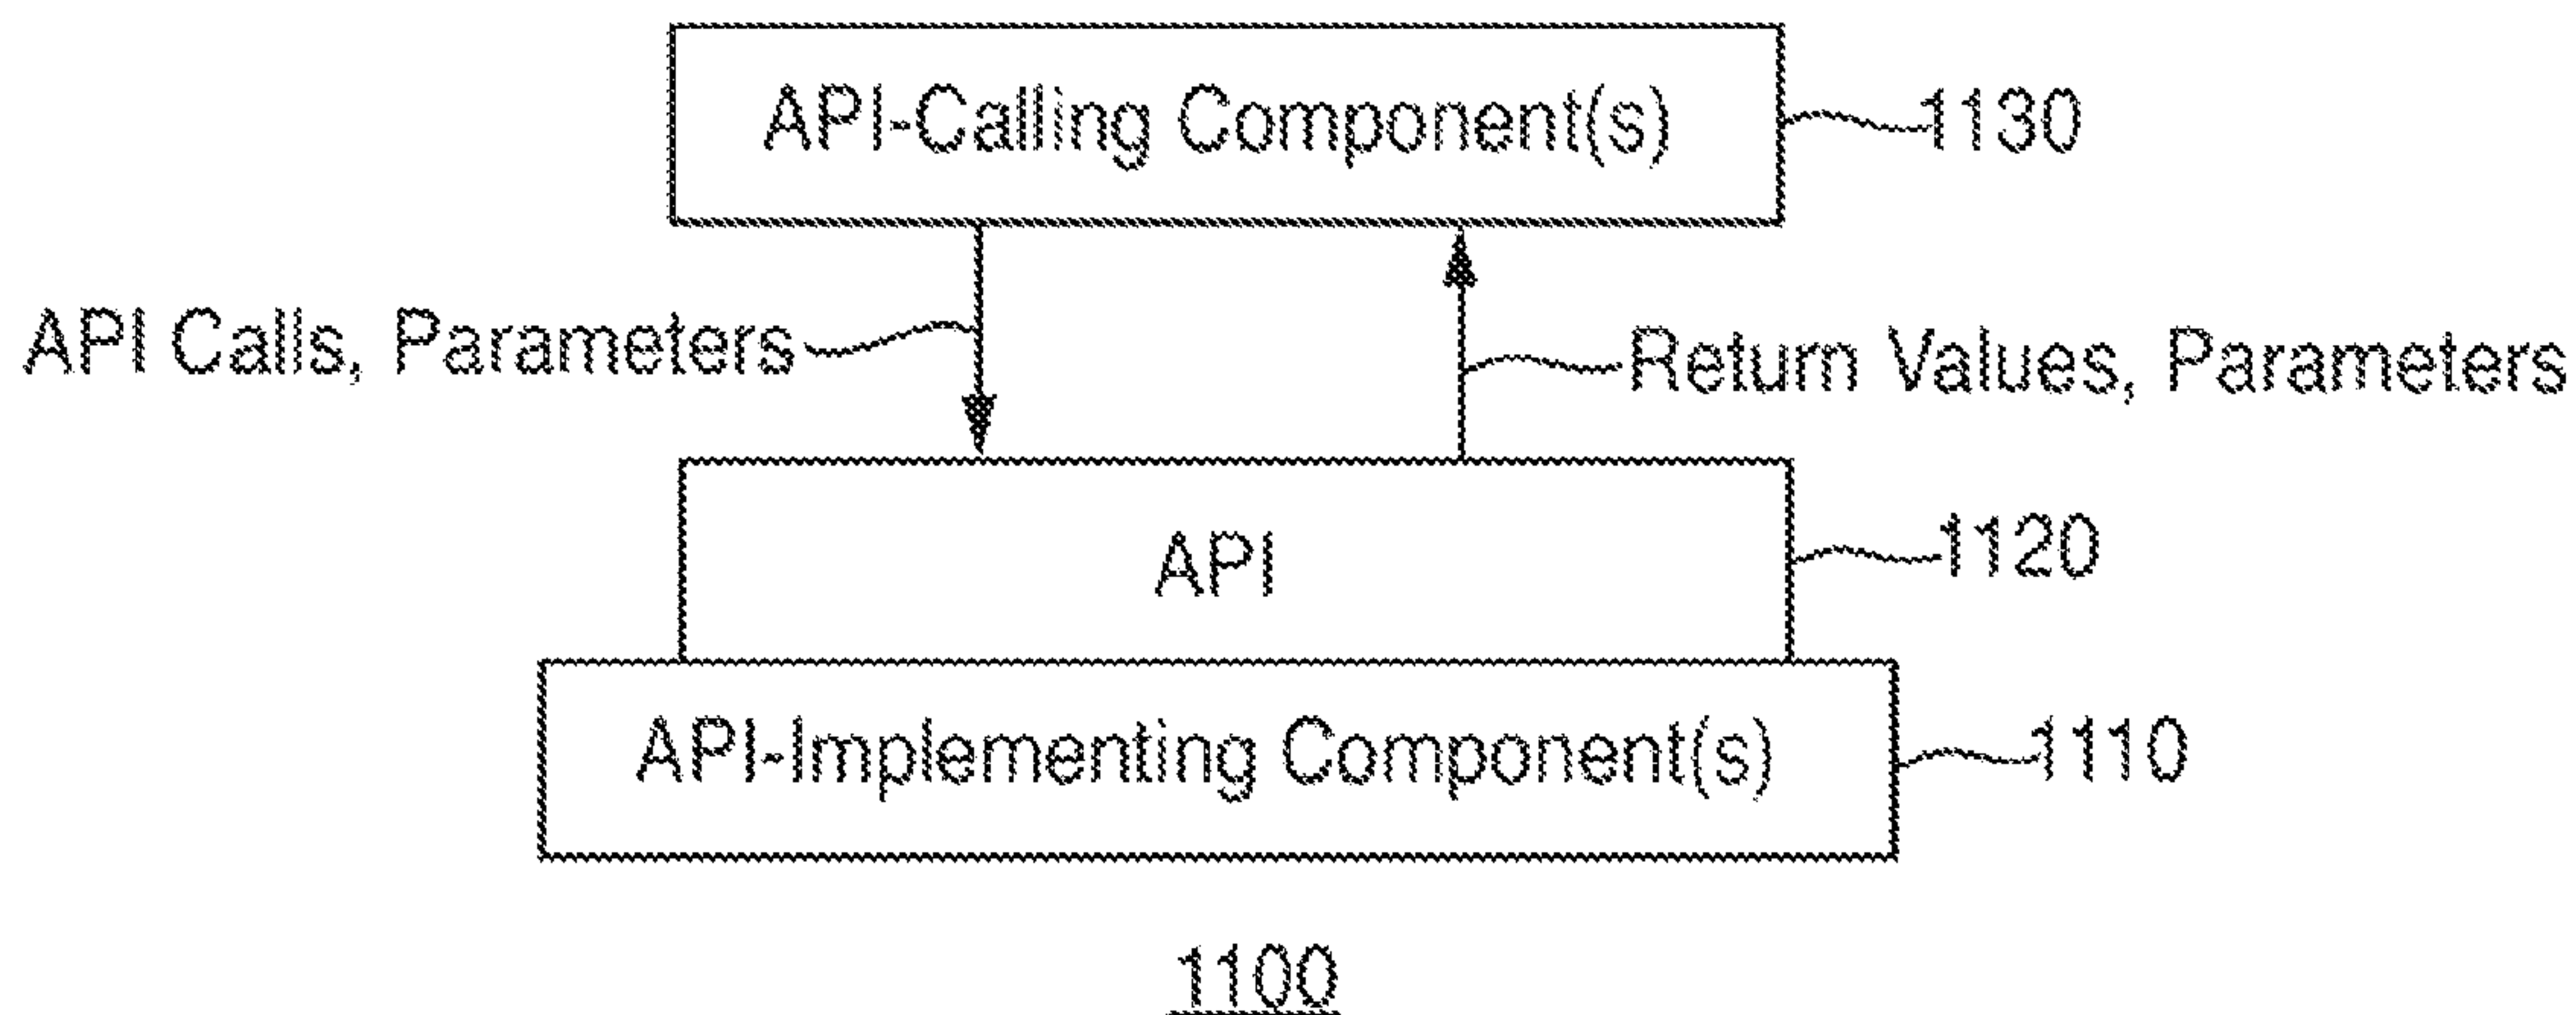 API-Calling Component(s)
1130
API Calls, Parameters
Return Values, Parameters
API
1120
API-Implementing Component(s)
1110
1100